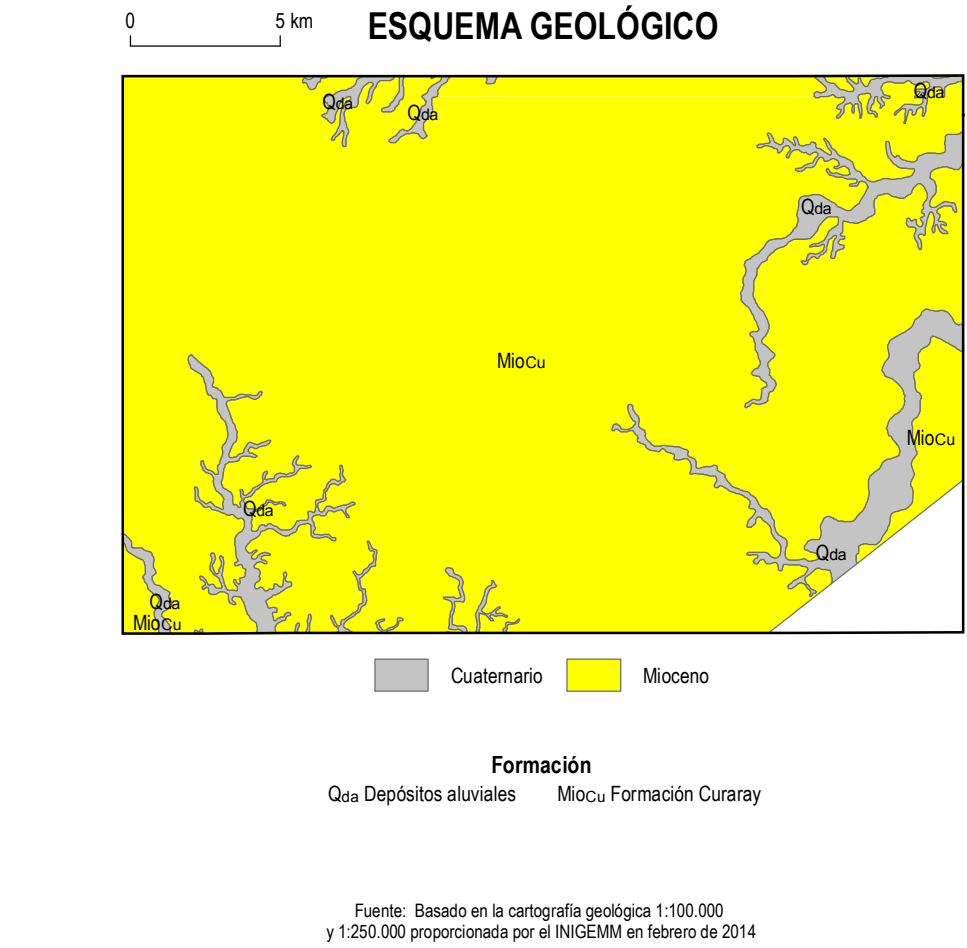 0 5 km
ESQUEMA GEOLÓGICO
Qda
Qda
Qda
Qda
MioCu
MioCu
Qda
Qda
Qda
MioCu
Cuaternario Mioceno
Formación
Qda Depósitos aluviales MioCu Formación Curaray
Fuente: Basado en la cartografía geológica 1:100.000
y 1:250.000 proporcionada por el INIGEMM en febrero de 2014